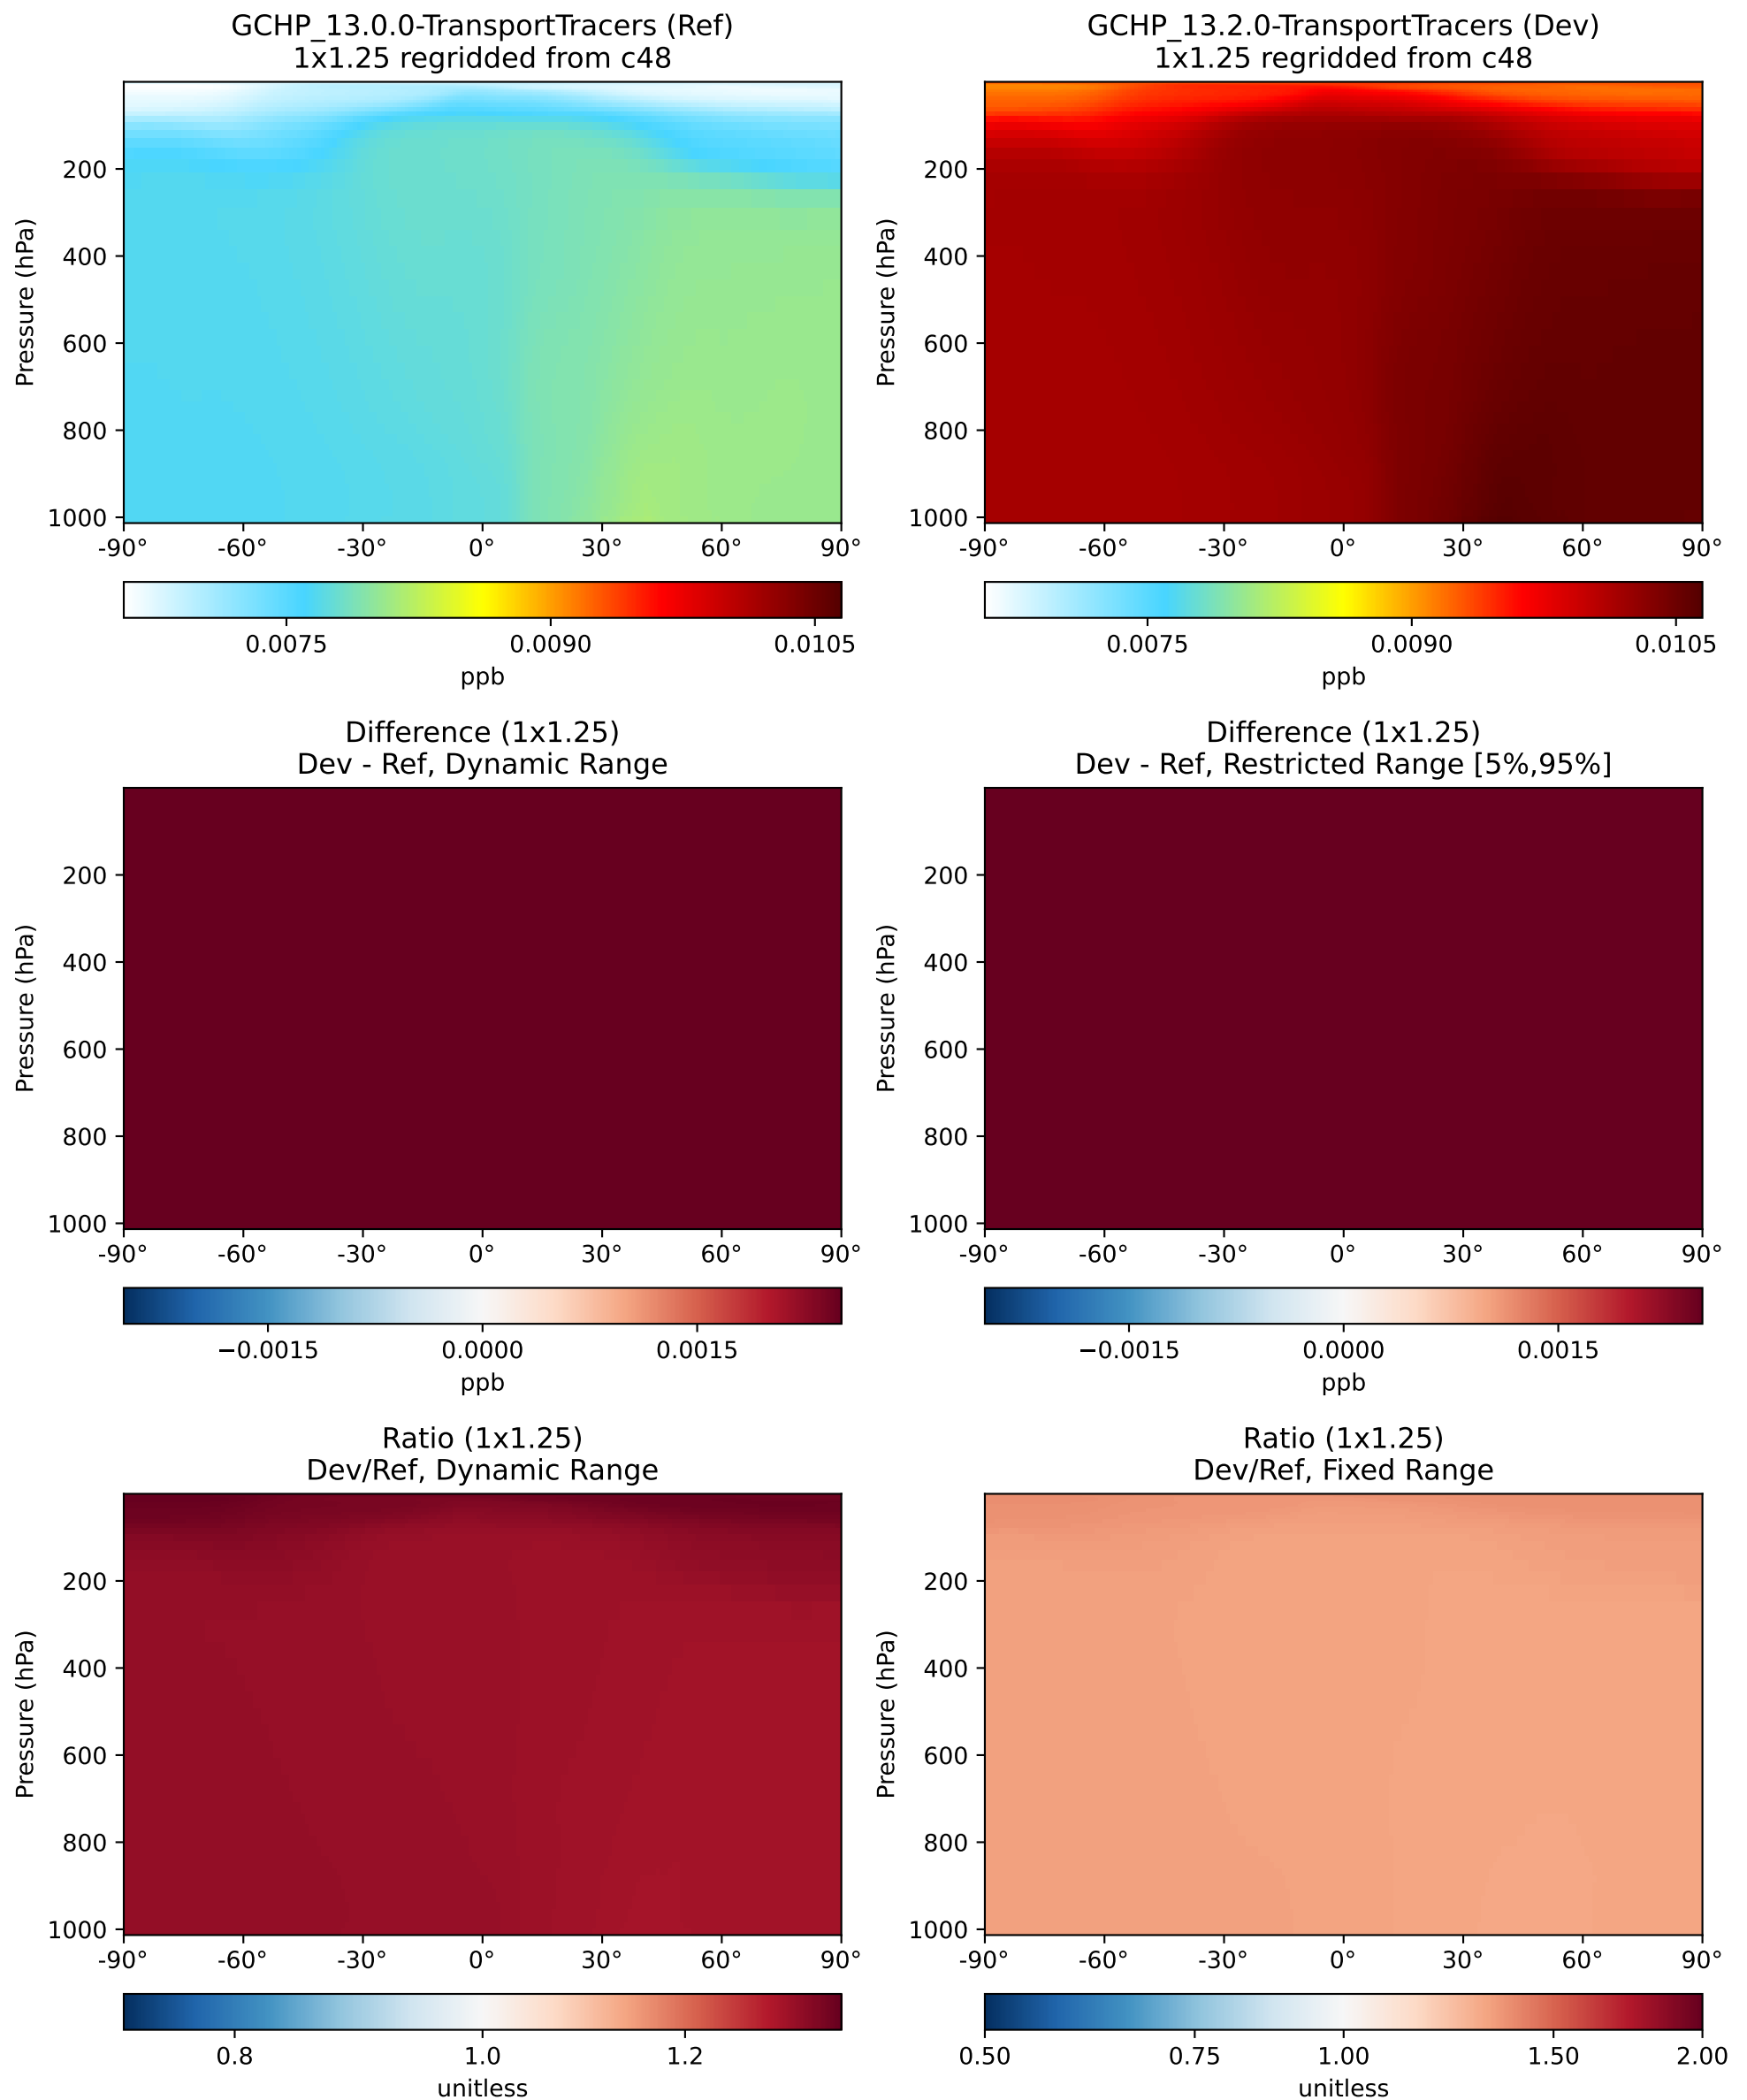 GCHP_13.0.0-TransportTracers (Ref)
1x1.25 regridded from c48
Pressure (hPa)
200
400
600
800
1000
-90° -60° -30° 0° 30° 60° 90°
0.0075 0.0090 0.0105
ppb
GCHP_13.2.0-TransportTracers (Dev)
1x1.25 regridded from c48
Pressure (hPa)
200
400
600
800
1000
-90° -60° -30° 0° 30° 60° 90°
0.0075 0.0090 0.0105
ppb
Difference (1x1.25)
Dev - Ref, Dynamic Range
Pressure (hPa)
200
400
600
800
1000
-90° -60° -30° 0° 30° 60° 90°
−0.0015 0.0000 0.0015
ppb
Difference (1x1.25)
Dev - Ref, Restricted Range [5%,95%]
Pressure (hPa)
200
400
600
800
1000
-90° -60° -30° 0° 30° 60° 90°
−0.0015 0.0000 0.0015
ppb
Ratio (1x1.25)
Dev/Ref, Dynamic Range
Pressure (hPa)
200
400
600
800
1000
-90° -60° -30° 0° 30° 60° 90°
0.8 1.0 1.2
unitless
Ratio (1x1.25)
Dev/Ref, Fixed Range
Pressure (hPa)
200
400
600
800
1000
-90° -60° -30° 0° 30° 60° 90°
0.50 0.75 1.00 1.50 2.00
unitless